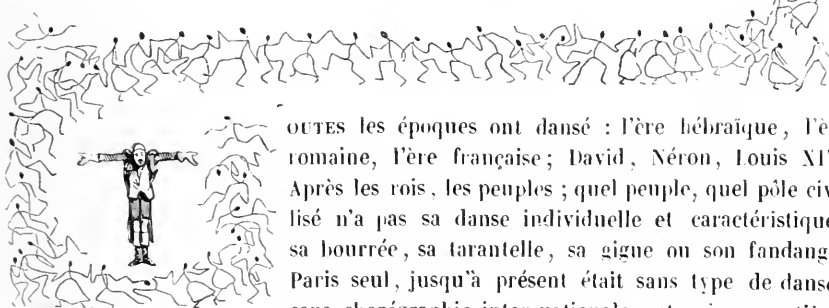 TOUTES les époques ont dansé : l'ère hébraïque, l'è
romaine, l'ère française ; David, Néron, Louis XI
Après les rois, les peuples ; quel peuple, quel pôle civ
lisé n'a pas sa danse individuelle et caractéristique
sa bourrée, sa tarantelle, sa gigue ou son fandang
Paris seul, jusqu'à présent était sans type de danse